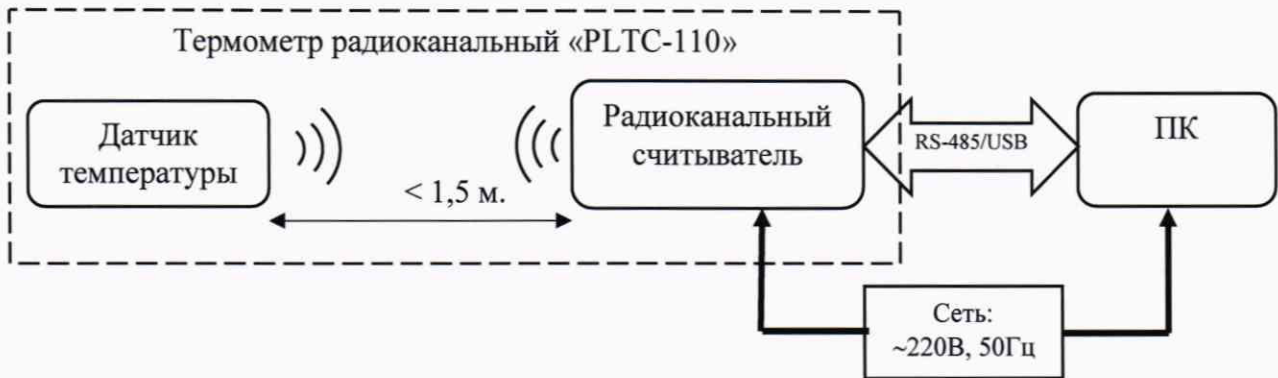 Термометр радиоканальный «PLTC-110»
Датчик
температуры
< 1,5 м.
Радиоканальный
считыватель
RS-485/USB
ПК
Сеть:
~220В, 50Гц